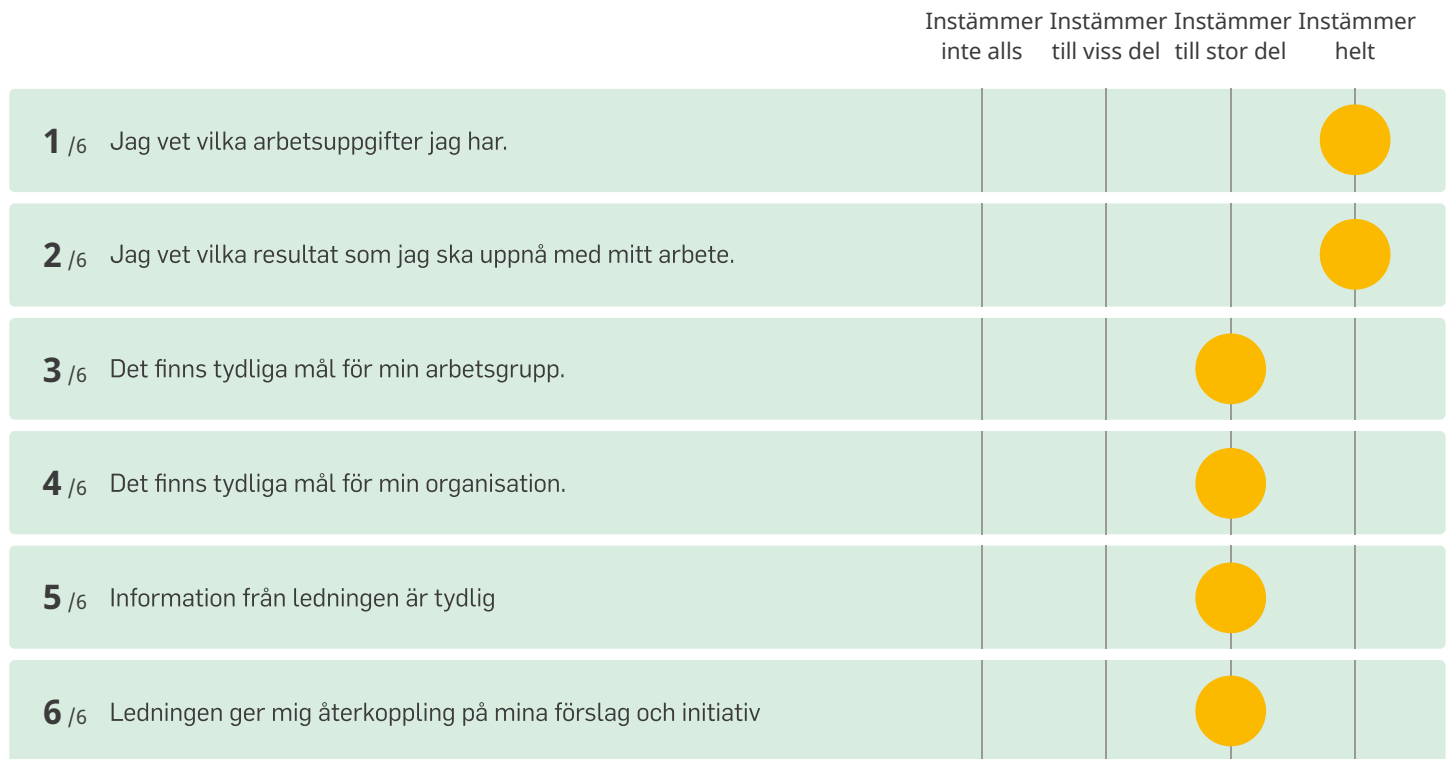 Instämmer Instämmer Instämmer Instämmer
inte alls till viss del till stor del helt
1 /6 Jag vet vilka arbetsuppgifter jag har.
2 /6 Jag vet vilka resultat som jag ska uppnå med mitt arbete.
3 /6 Det finns tydliga mål för min arbetsgrupp.
4 /6 Det finns tydliga mål för min organisation.
5 /6 Information från ledningen är tydlig
6 /6 Ledningen ger mig återkoppling på mina förslag och initiativ